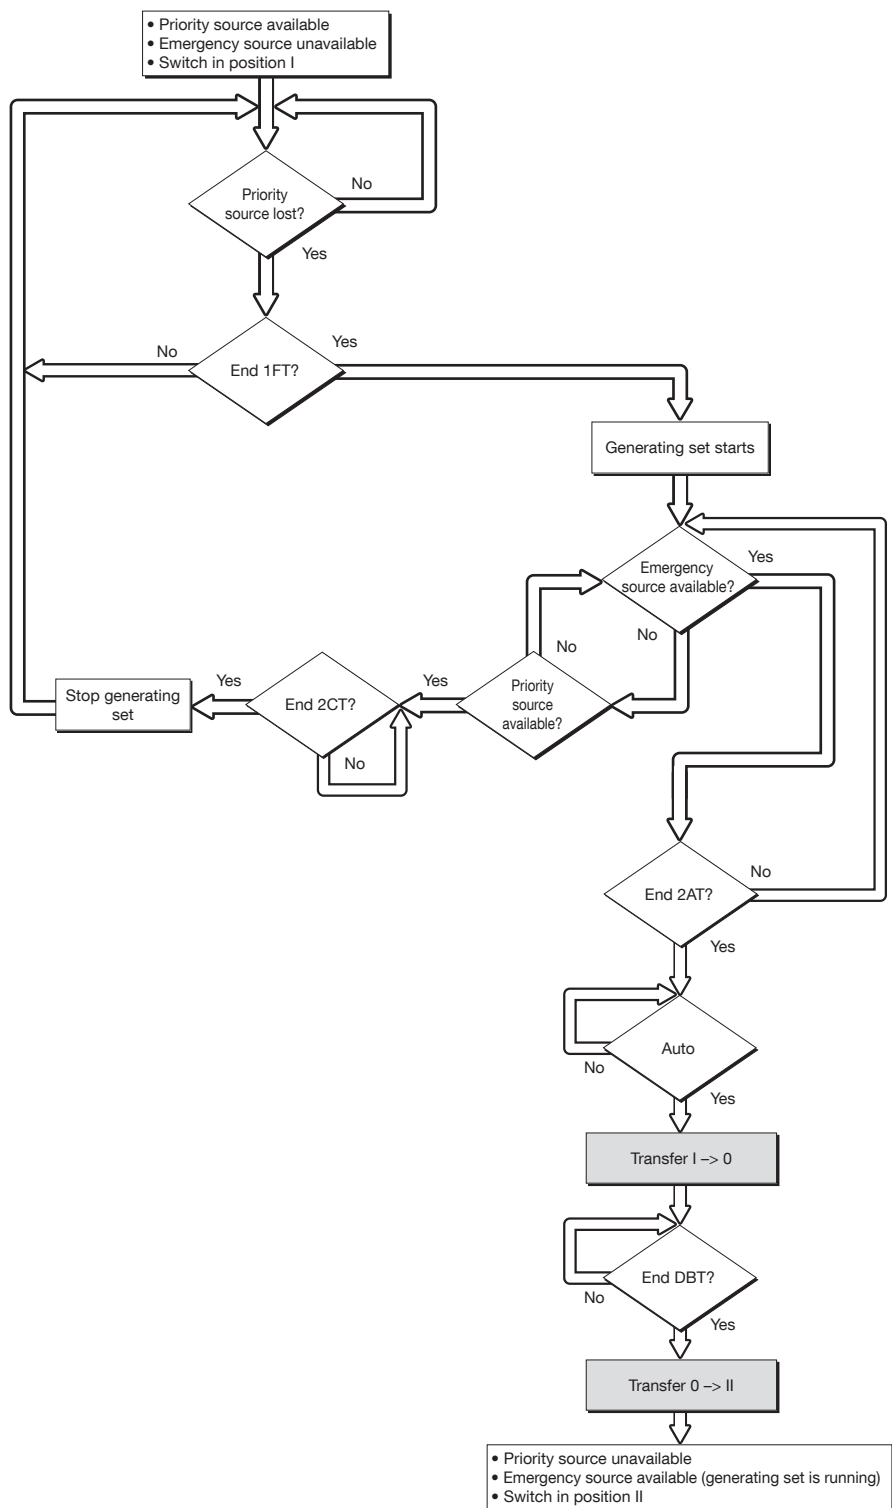 • Priority source available
• Emergency source unavailable
• Switch in position I
No
Priority
source lost?
Yes
No
Yes
End 1FT?
Generating set starts
Emergency
source available?
Yes
No
No
Yes
Yes
Priority
source
available?
End 2CT?
Stop generating
set
No
No
End 2AT?
Yes
Auto
No
Yes
Transfer I –> 0
End DBT?
No
Yes
Transfer 0 –> II
• Priority source unavailable
• Emergency source available (generating set is running)
• Switch in position II